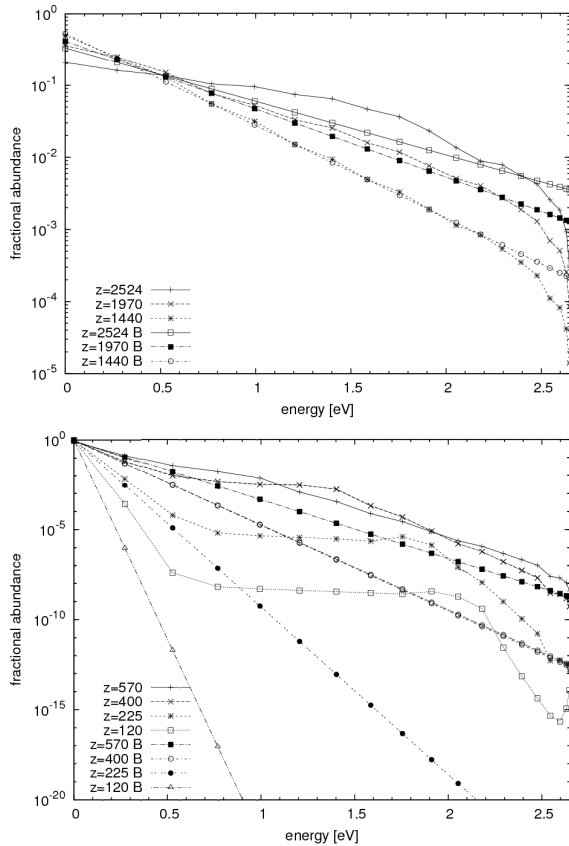 10^0
10^-1
10^-2
10^-3
10^-4
10^-5
fractional abundance
z=2524
z=1970
z=1440
z=2524 B
z=1970 B
z=1440 B
0 0.5 1 1.5 2 2.5
energy [eV]
10^0
10^-5
10^-10
10^-15
10^-20
fractional abundance
z=570
z=400
z=225
z=120
z=570 B
z=400 B
z=225 B
z=120 B
0 0.5 1 1.5 2 2.5
energy [eV]